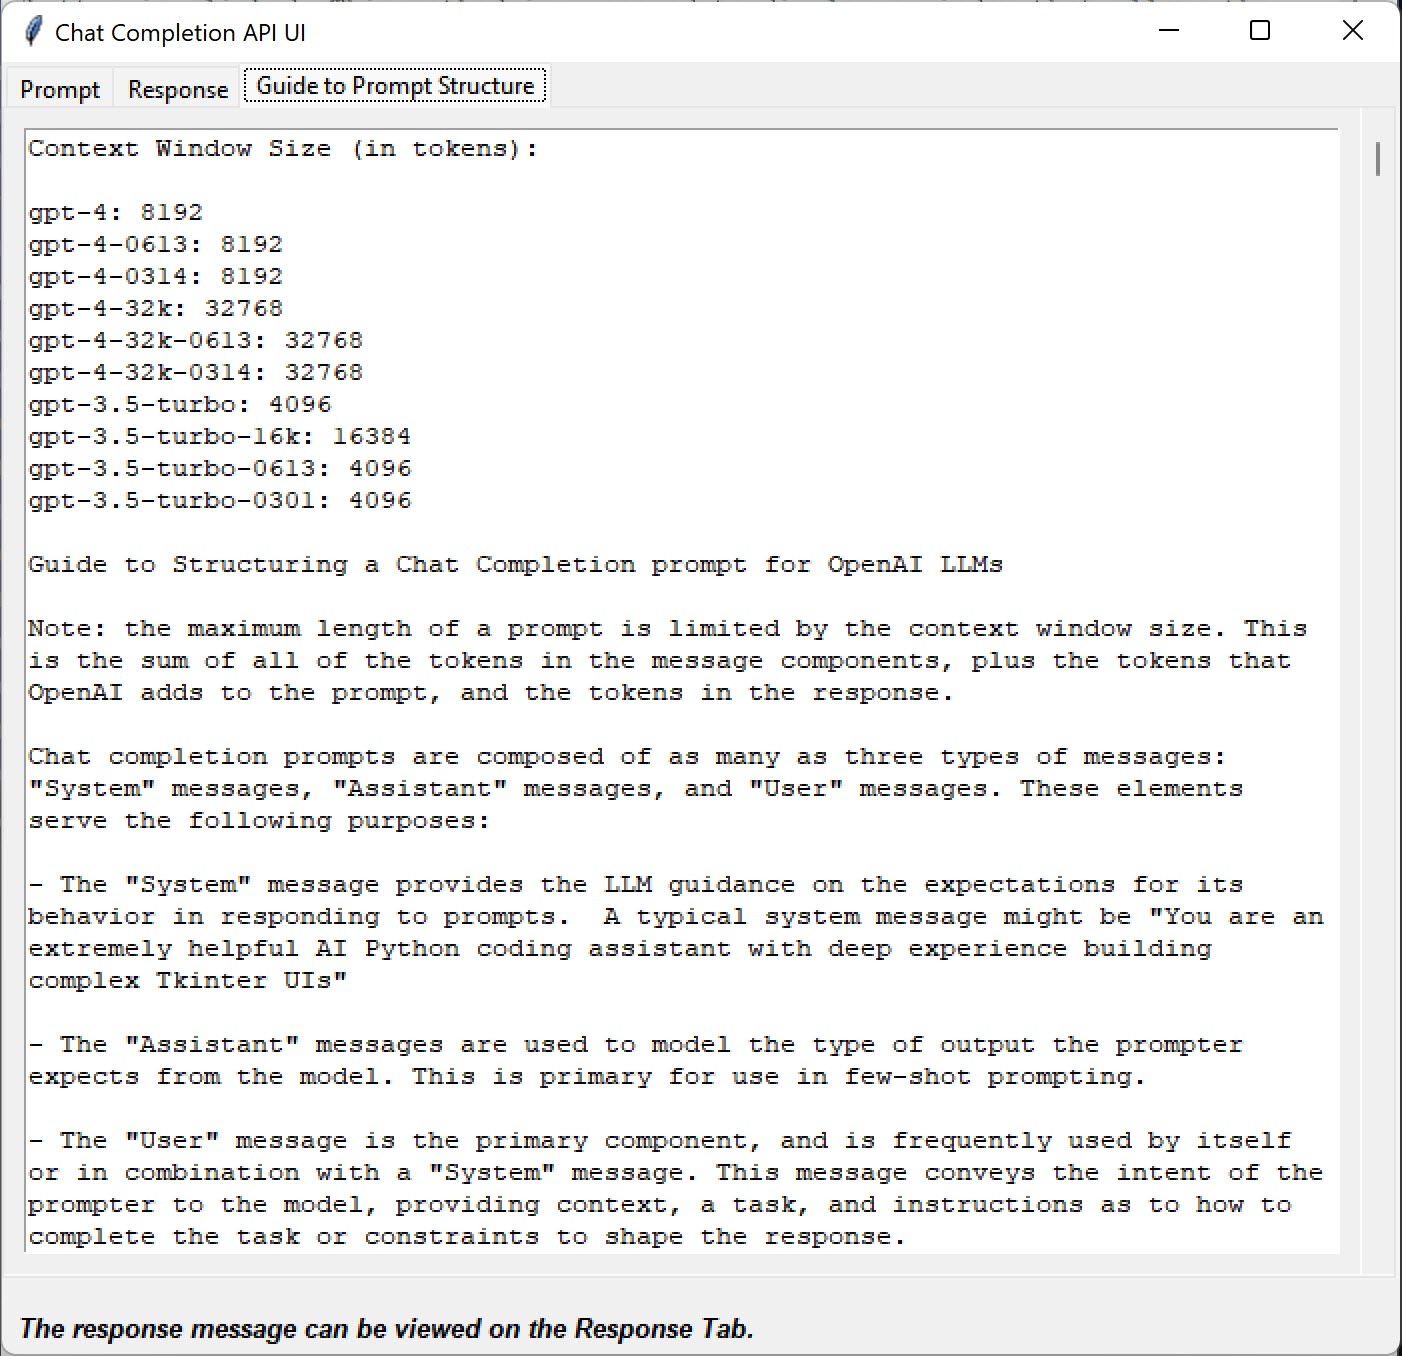 Chat Completion API UI
Prompt Response Guide to Prompt Structure
Context Window Size (in tokens):
gpt-4: 8192
gpt-4-0613: 8192
gpt-4-0314: 8192
gpt-4-32k: 32768
gpt-4-32k-0613: 32768
gpt-4-32k-0314: 32768
gpt-3.5-turbo: 4096
gpt-3.5-turbo-16k: 16384
gpt-3.5-turbo-0613: 4096
gpt-3.5-turbo-0301: 4096
Guide to Structuring a Chat Completion prompt for OpenAI LLMs
Note: the maximum length of a prompt is limited by the context window size. This
is the sum of all of the tokens in the message components, plus the tokens that
OpenAI adds to the prompt, and the tokens in the response.
Chat completion prompts are composed of as many as three types of messages:
"System" messages, "Assistant" messages, and "User" messages. These elements
serve the following purposes:
- The "System" message provides the LLM guidance on the expectations for its
behavior in responding to prompts.  A typical system message might be "You are an
extremely helpful AI Python coding assistant with deep experience building
complex Tkinter UIs"
- The "Assistant" messages are used to model the type of output the prompter
expects from the model. This is primary for use in few-shot prompting.
- The "User" message is the primary component, and is frequently used by itself
or in combination with a "System" message. This message conveys the intent of the
prompter to the model, providing context, a task, and instructions as to how to
complete the task or constraints to shape the response.
The response message can be viewed on the Response Tab.